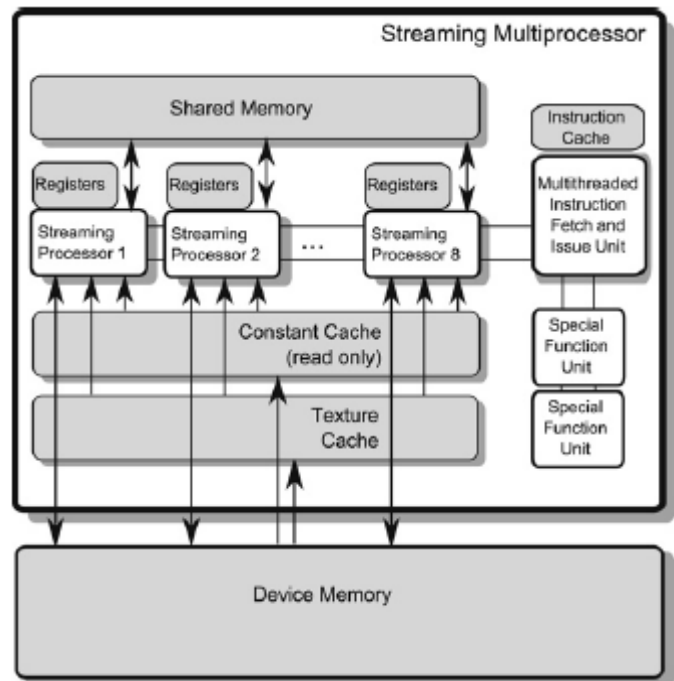 Streaming Multiprocessor
Shared Memory
Instruction
Cache
Registers
Registers
Registers
Multithreaded
Instruction
Fetch and
Issue Unit
Streaming
Processor 1
Streaming
Processor 2
...
Streaming
Processor 8
Constant Cache
(read only)
Special
Function
Unit
Texture
Cache
Special
Function
Unit
Device Memory